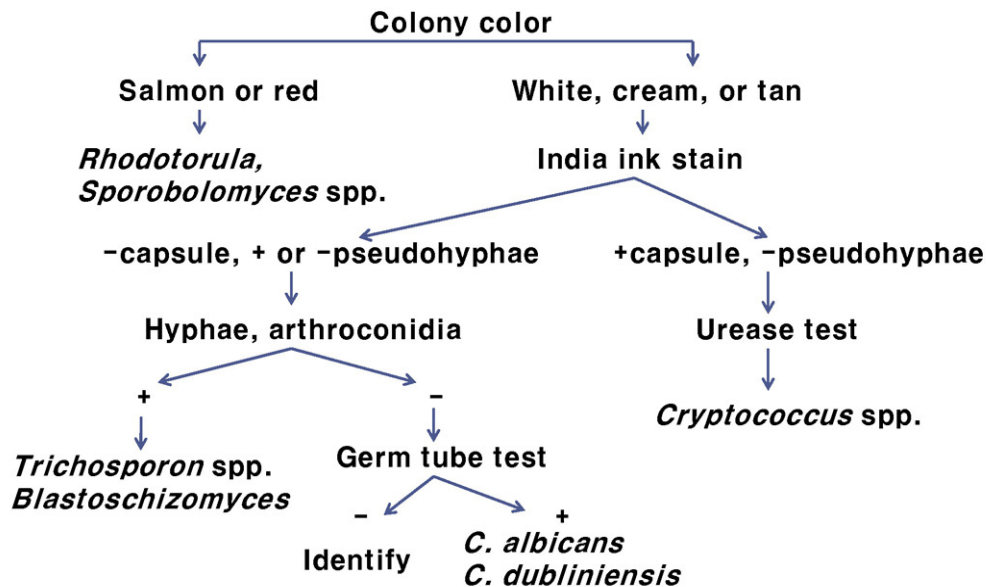 Colony color
Salmon or red
White, cream, or tan
Rhodotorula,
Sporobolomyces spp.
India ink stain
−capsule, + or −pseudohyphae
+capsule, −pseudohyphae
Hyphae, arthroconidia
Urease test
+
−
Cryptococcus spp.
Trichosporon spp.
Blastoschizomyces
Germ tube test
−
+
Identify
C. albicans
C. dubliniensis